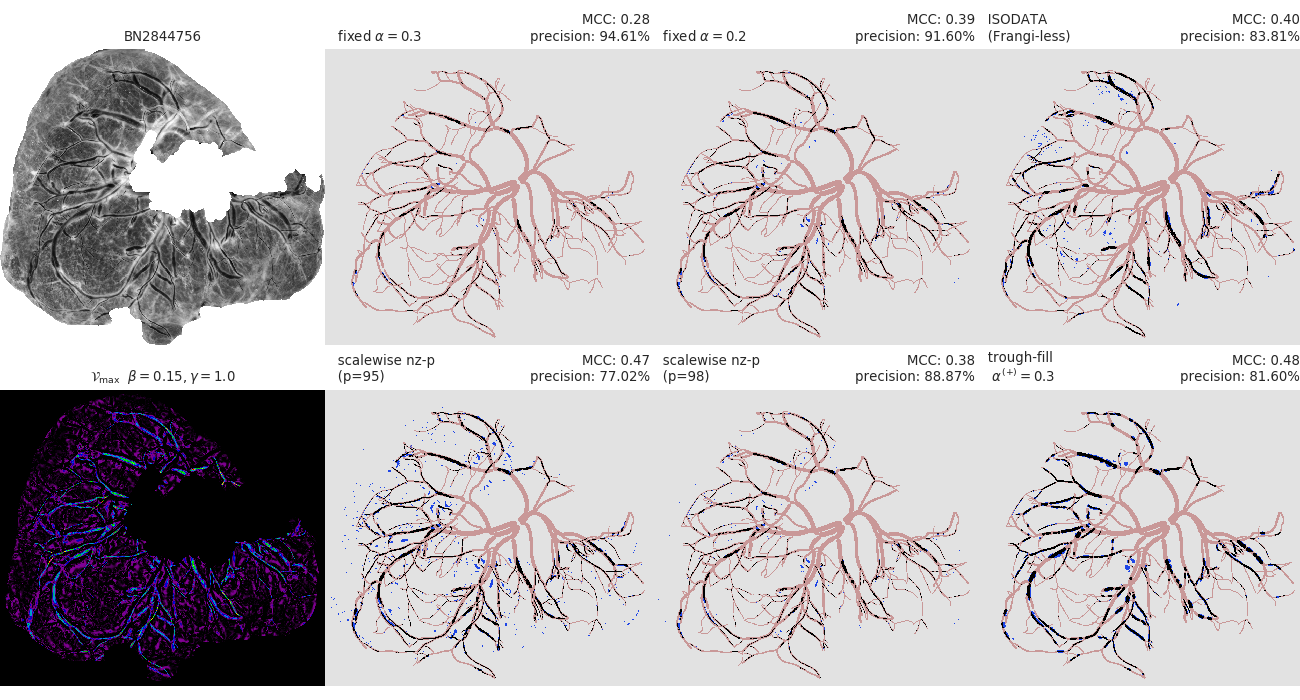 BN2844756
fixed α = 0.3
MCC: 0.28
precision: 94.61%
fixed α = 0.2
MCC: 0.39
precision: 91.60%
ISODATA
(Frangi-less)
MCC: 0.40
precision: 83.81%
𝒱max β = 0.15, γ = 1.0
scalewise nz-p
(p=95)
MCC: 0.47
precision: 77.02%
scalewise nz-p
(p=98)
MCC: 0.38
precision: 88.87%
trough-fill
α(+) = 0.3
MCC: 0.48
precision: 81.60%